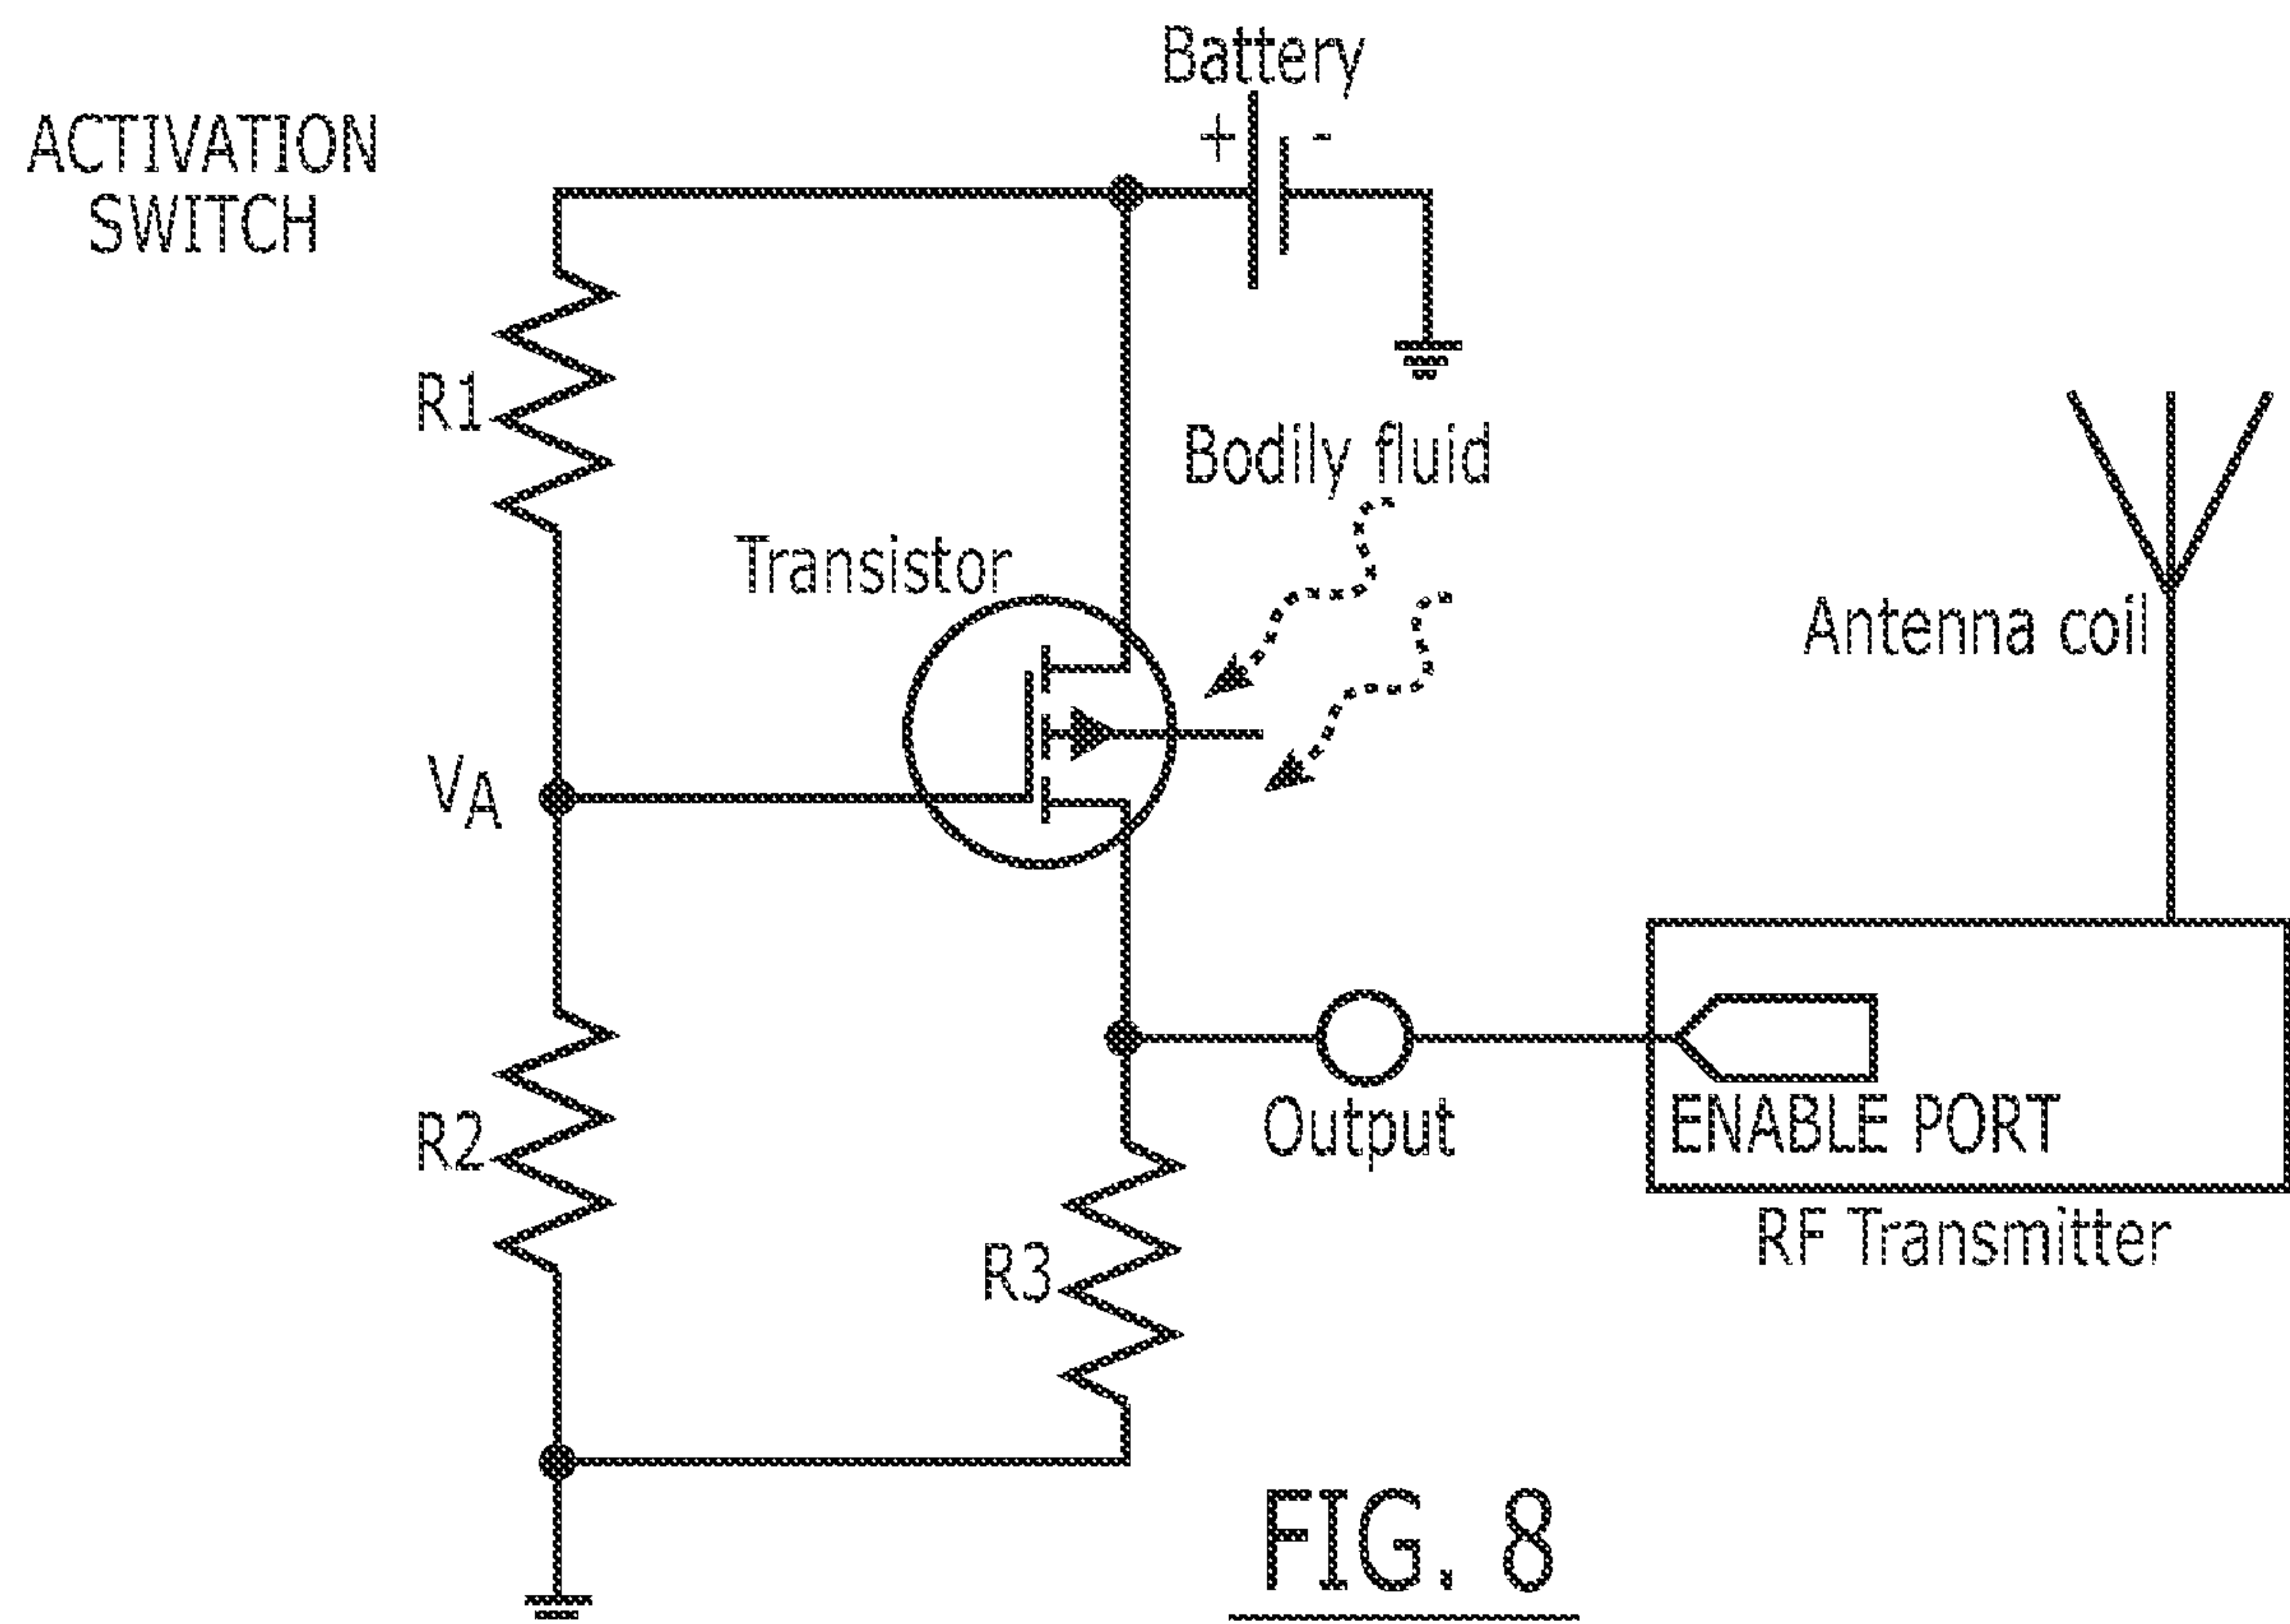 Battery
+ -
ACTIVATION
SWITCH
R1
Bodily fluid
Transistor
Antenna coil
VA
Output
ENABLE PORT
R2
RF Transmitter
R3
FIG. 8